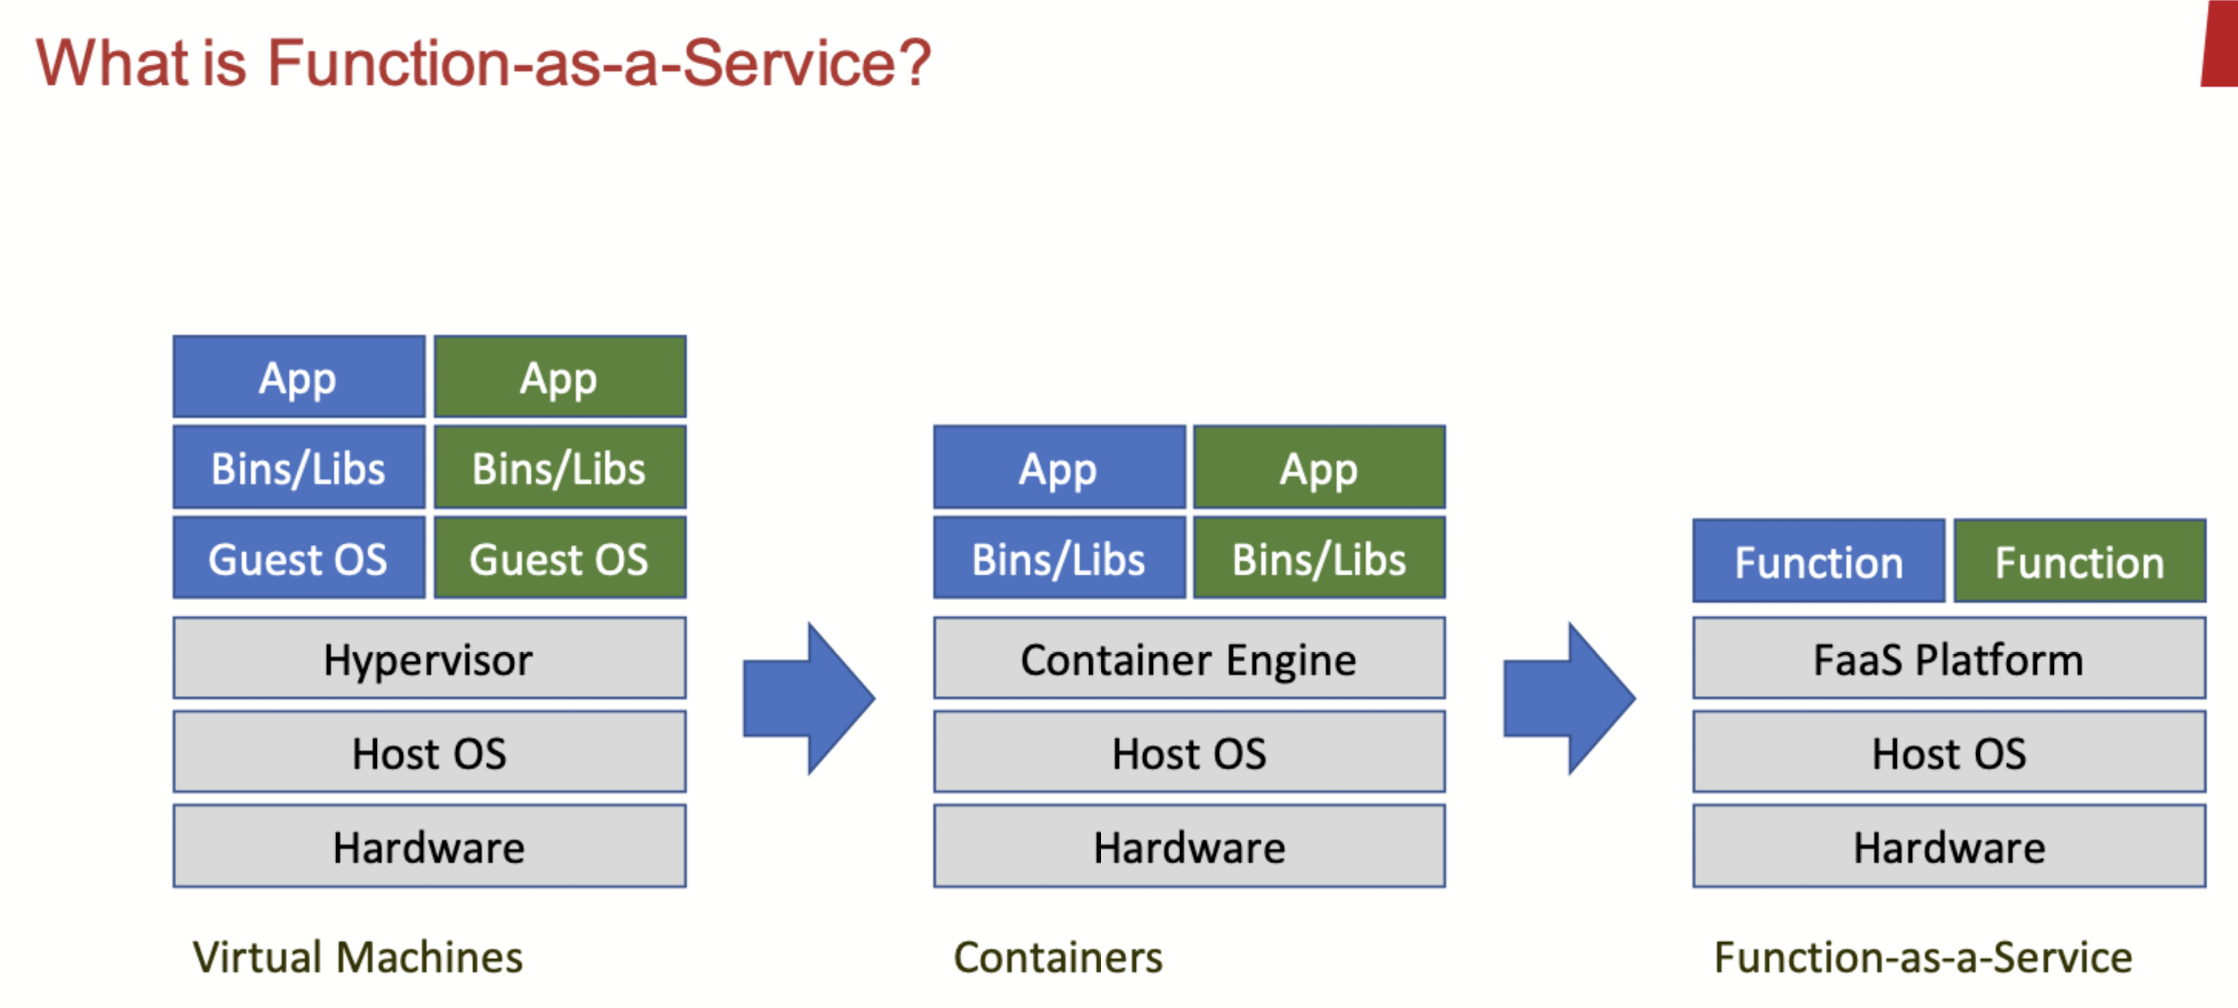 What is Function-as-a-Service?
App
App
Bins/Libs
Bins/Libs
Guest OS
Guest OS
Hypervisor
Host OS
Hardware
Virtual Machines
App
App
Bins/Libs
Bins/Libs
Container Engine
Host OS
Hardware
Containers
Function
Function
FaaS Platform
Host OS
Hardware
Function-as-a-Service